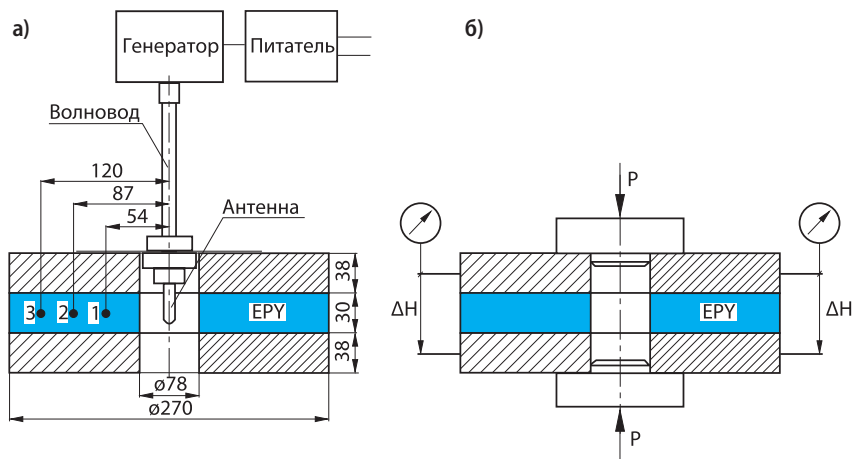 а)
Генератор
Питатель
б)
Волновод
120
87
54
Антенна
P
38
3 2 1
EPY
30
38
ø78
ø270
ΔH
EPY
ΔH
P